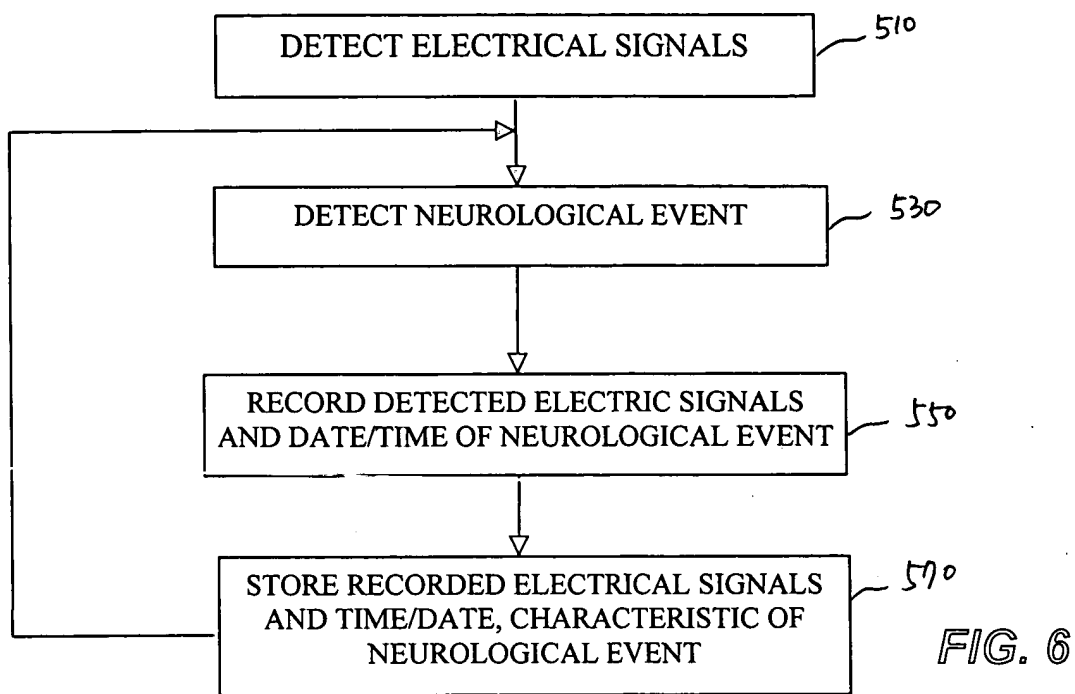 DETECT ELECTRICAL SIGNALS
510
DETECT NEUROLOGICAL EVENT
530
RECORD DETECTED ELECTRIC SIGNALS
AND DATE/TIME OF NEUROLOGICAL EVENT
550
STORE RECORDED ELECTRICAL SIGNALS
AND TIME/DATE, CHARACTERISTIC OF
NEUROLOGICAL EVENT
570
FIG. 6